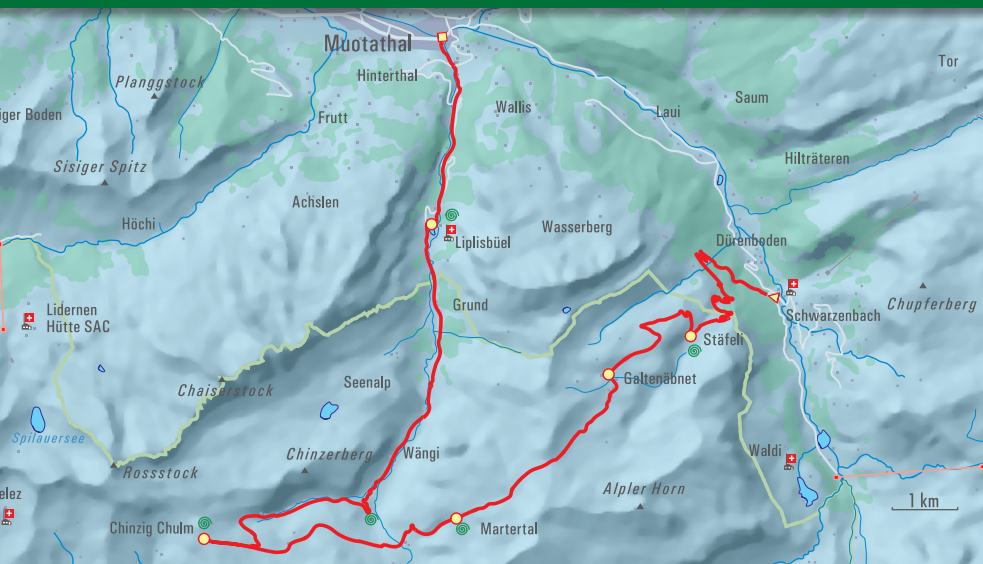 Muotathal
Tor
Hinterthal
Planggstock
Saum
Wallis
iger Boden
Laui
Frutt
Hilträteren
Sisiger Spitz
Achslen
Höchi
Wasserberg
Dürenboden
Liplisbüel
Chupferberg
Grund
Lidernen
Hütte SAC
Schwarzenbach
Stäfeli
Galtenäbnet
Seenalp
Chaiserstock
Spilauersee
Chinzerberg
Wängi
Waldi
Rossstock
Alpler Horn
elez
1 km
Chinzig Chulm
Martertal